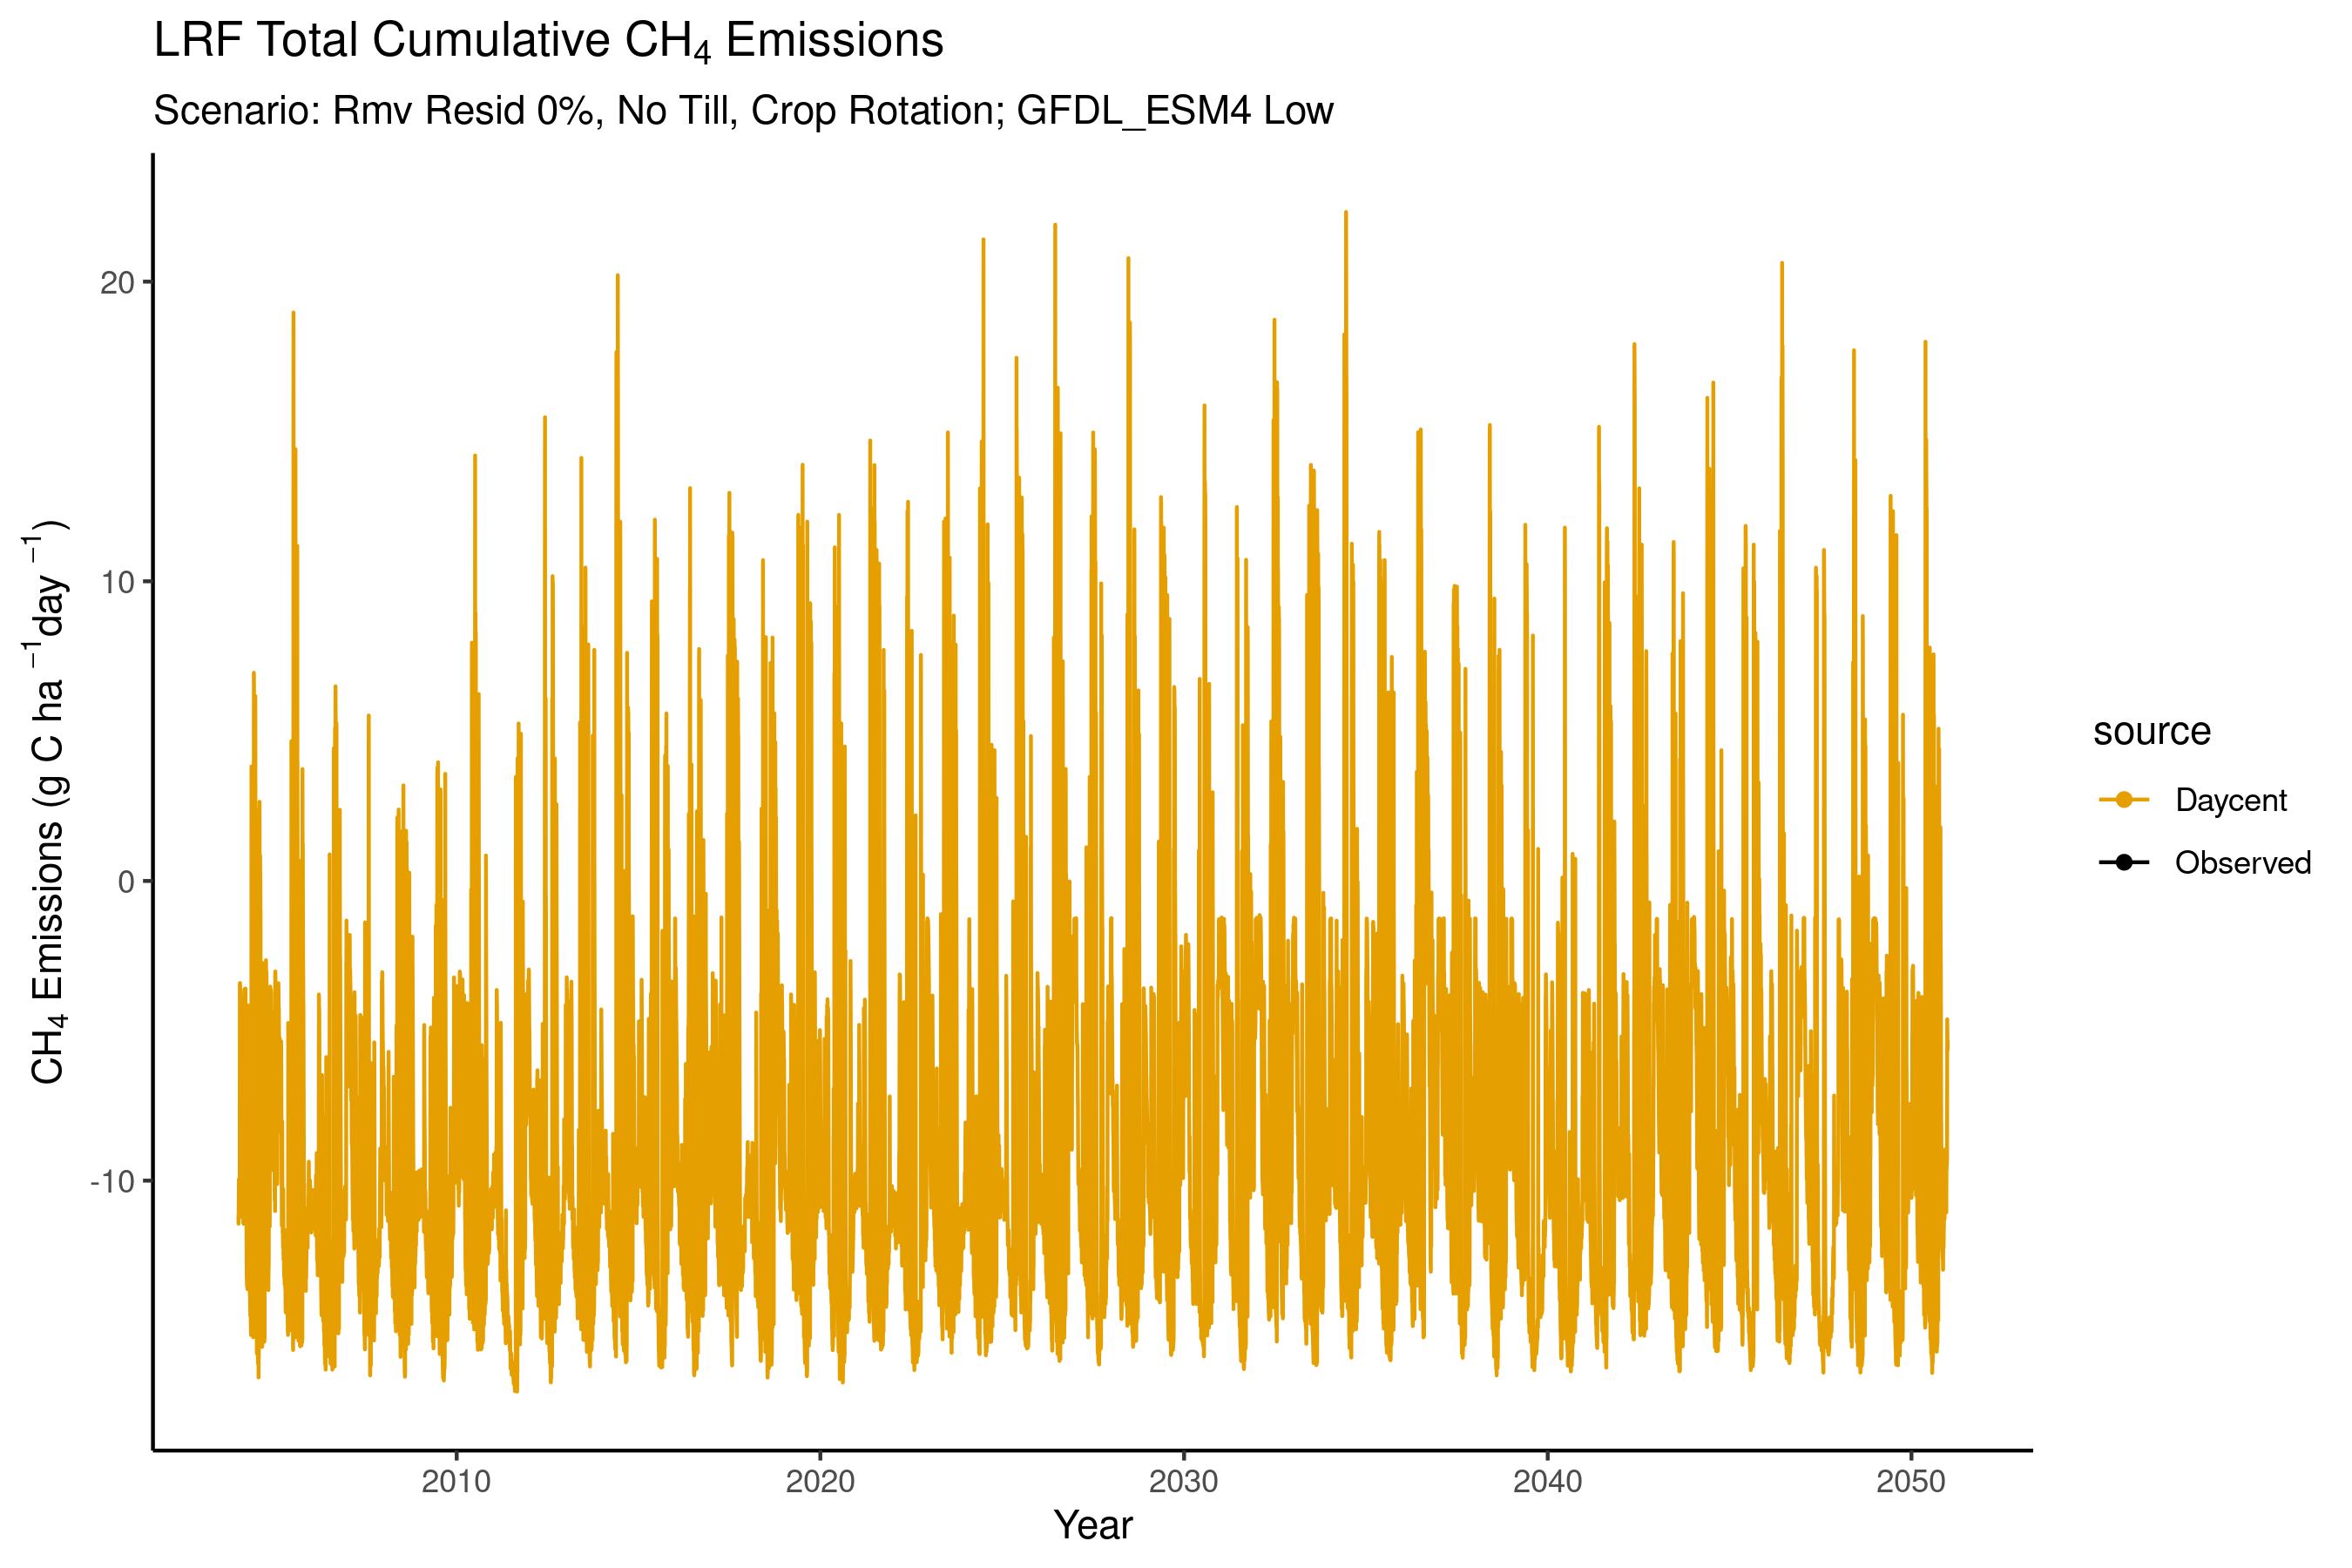 LRF Total Cumulative CH₄ Emissions
Scenario: Rmv Resid 0%, No Till, Crop Rotation; GFDL_ESM4 Low
CH₄ Emissions (g C ha ⁻¹day ⁻¹)
20
10
0
-10
2010 2020 2030 2040 2050
Year
source
Daycent
Observed